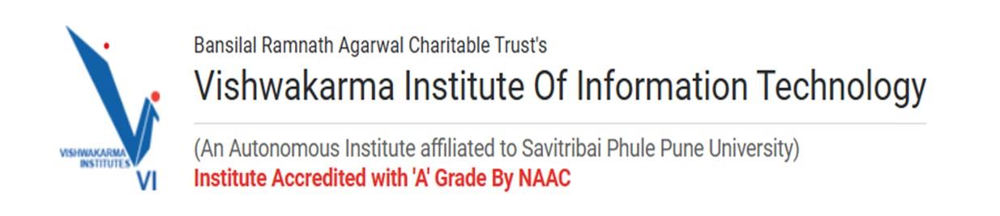 Bansilal Ramnath Agarwal Charitable Trust's
Vishwakarma Institute Of Information Technology
(An Autonomous Institute affiliated to Savitribai Phule Pune University)
Institute Accredited with 'A' Grade By NAAC
VISHWAKARMA
INSTITUTES
VI